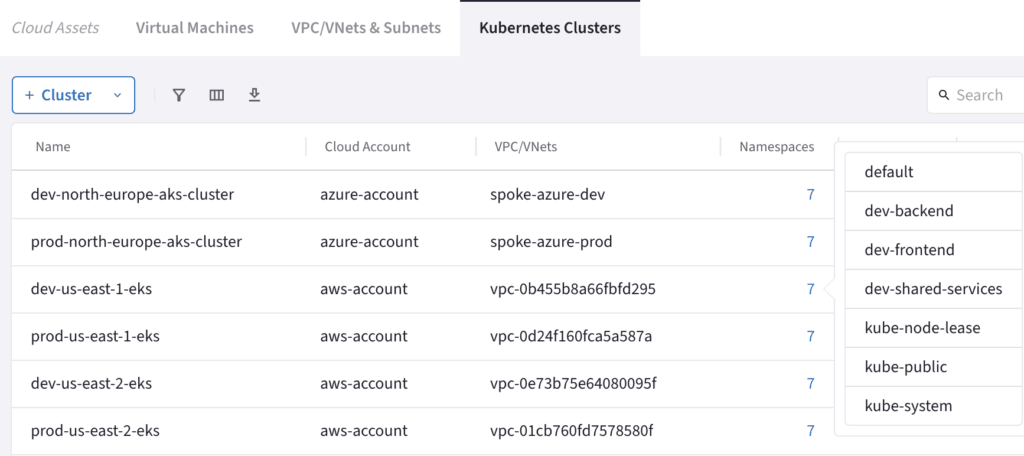 Cloud Assets Virtual Machines VPC/VNets & Subnets Kubernetes Clusters
+ Cluster Search
Name Cloud Account VPC/VNets Namespaces
dev-north-europe-aks-cluster azure-account spoke-azure-dev 7
prod-north-europe-aks-cluster azure-account spoke-azure-prod 7
dev-us-east-1-eks aws-account vpc-0b455b8a66fbfd295 7
prod-us-east-1-eks aws-account vpc-0d24f160fca5a587a 7
dev-us-east-2-eks aws-account vpc-0e73b75e64080095f 7
prod-us-east-2-eks aws-account vpc-01cb760fd7578580f 7
default
dev-backend
dev-frontend
dev-shared-services
kube-node-lease
kube-public
kube-system